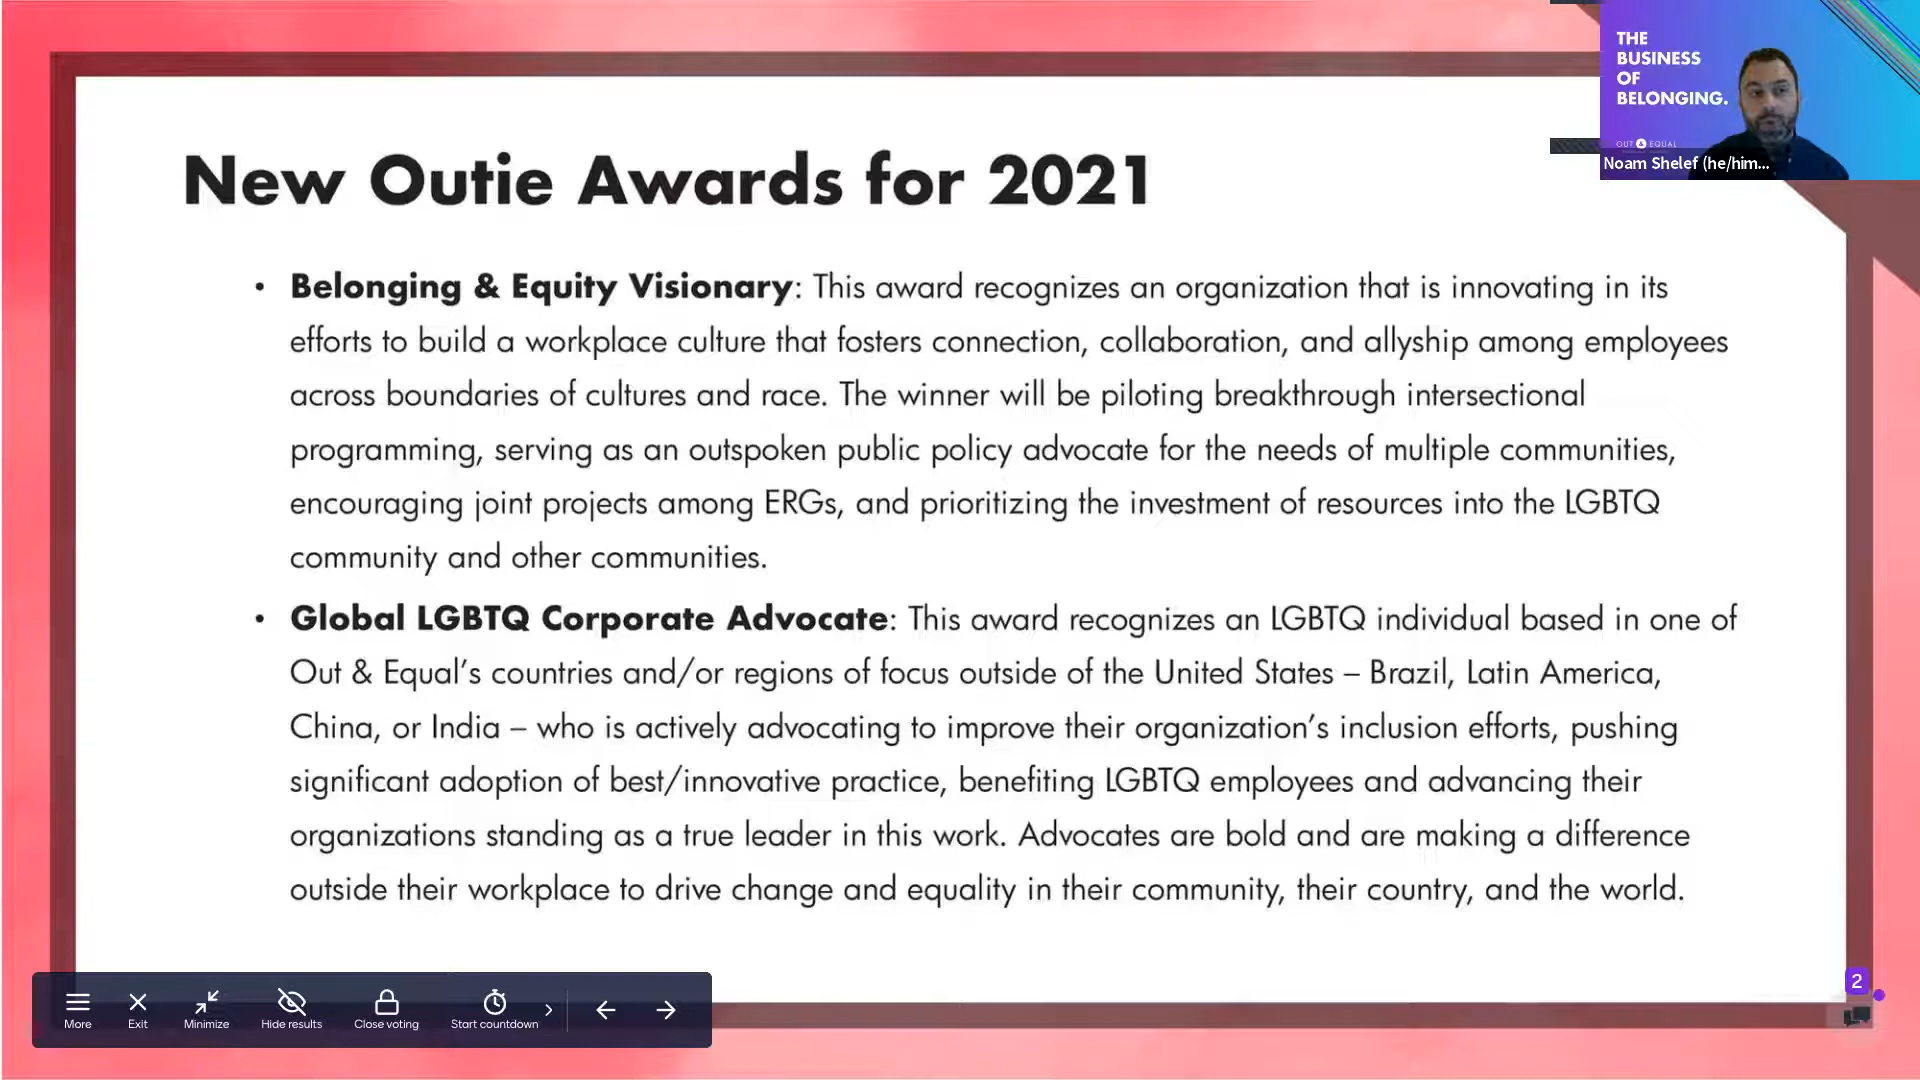 THE
BUSINESS
OF
BELONGING.
OUT & EQUAL
Noam Shelef (he/him...
New Outie Awards for 2021
• Belonging & Equity Visionary: This award recognizes an organization that is innovating in its
efforts to build a workplace culture that fosters connection, collaboration, and allyship among employees
across boundaries of cultures and race. The winner will be piloting breakthrough intersectional
programming, serving as an outspoken public policy advocate for the needs of multiple communities,
encouraging joint projects among ERGs, and prioritizing the investment of resources into the LGBTQ
community and other communities.
• Global LGBTQ Corporate Advocate: This award recognizes an LGBTQ individual based in one of
Out & Equal’s countries and/or regions of focus outside of the United States – Brazil, Latin America,
China, or India – who is actively advocating to improve their organization’s inclusion efforts, pushing
significant adoption of best/innovative practice, benefiting LGBTQ employees and advancing their
organizations standing as a true leader in this work. Advocates are bold and are making a difference
outside their workplace to drive change and equality in their community, their country, and the world.
2
More Exit Minimize Hide results Close voting Start countdown